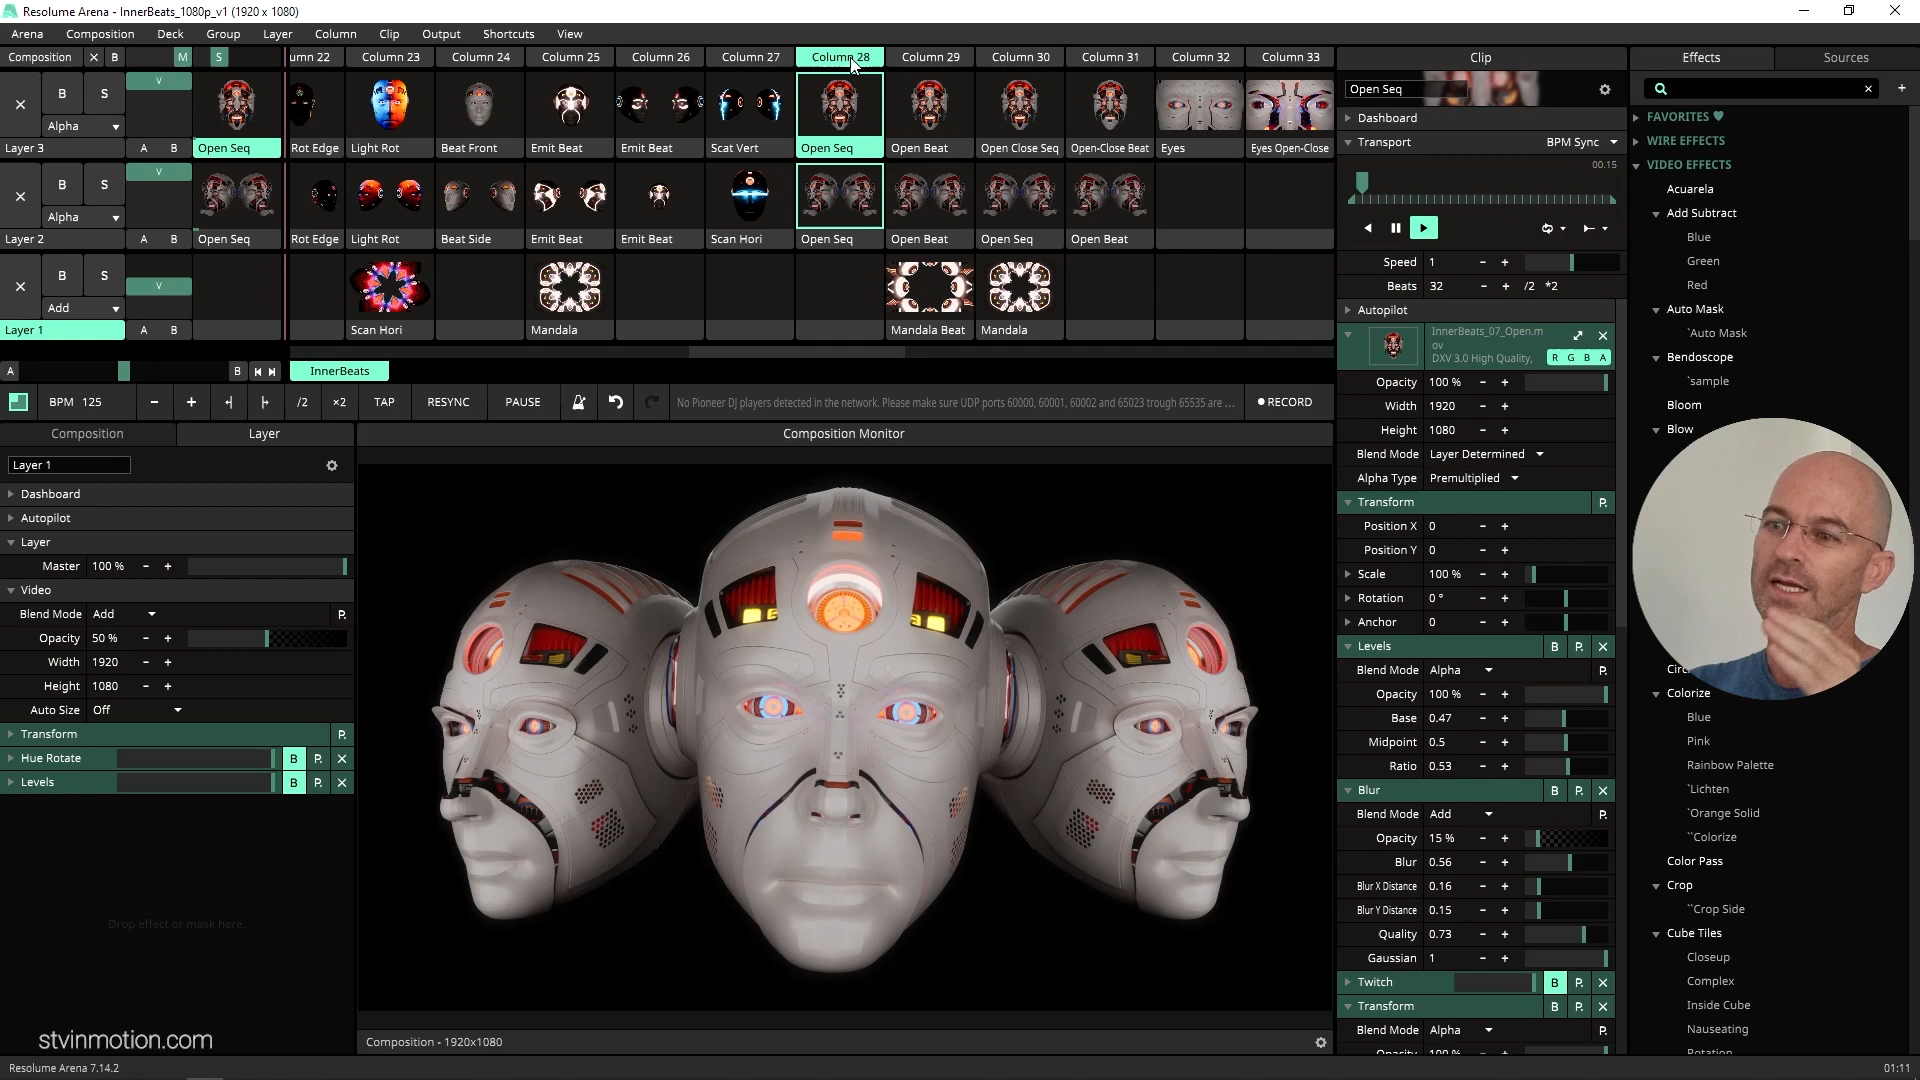 Resolume Arena - InnerBeats_1080p_v1 (1920 x 1080)
Arena Composition Deck Group Layer Column Clip Output Shortcuts View
Composition X B M S umn 22 Column 23 Column 24 Column 25 Column 26 Column 27 Column 28 Column 29 Column 30 Column 31 Column 32 Column 33
B S V
Alpha
Layer 3 A B Open Seq Rot Edge Light Rot Beat Front Emit Beat Emit Beat Scat Vert Open Seq Open Beat Open Close Seq Open-Close Beat Eyes Eyes Open-Close
B S V
Alpha
Layer 2 A B Open Seq Rot Edge Light Rot Beat Side Emit Beat Emit Beat Scan Hori Open Seq Open Beat Open Seq Open Beat
B S V
Add
Layer 1 A B Scan Hori Mandala Mandala Beat Mandala
A B InnerBeats
BPM 125 - + /2 ×2 TAP RESYNC PAUSE No Pioneer DJ players detected in the network. Please make sure UDP ports 60000, 60001, 60002 and 65023 trough 65535 are ... RECORD
Composition Layer
Layer 1
Dashboard
Autopilot
Layer
Master 100 % - +
Video
Blend Mode Add P.
Opacity 50 % - +
Width 1920 - +
Height 1080 - +
Auto Size Off
Transform P.
Hue Rotate B P. X
Levels B P. X
Drop effect or mask here.
stvinmotion.com
Composition Monitor
Composition - 1920x1080
Clip
Open Seq
Dashboard
Transport BPM Sync
00.15
Speed 1 - +
Beats 32 - + /2 *2
Autopilot
InnerBeats_07_Open.m
ov
DXV 3.0 High Quality, R G B A
Opacity 100 % - +
Width 1920 - +
Height 1080 - +
Blend Mode Layer Determined
Alpha Type Premultiplied
Transform P.
Position X 0 - +
Position Y 0 - +
Scale 100 % - +
Rotation 0 ° - +
Anchor 0 - +
Levels B P. X
Blend Mode Alpha P.
Opacity 100 % - +
Base 0.47 - +
Midpoint 0.5 - +
Ratio 0.53 - +
Blur B P. X
Blend Mode Add P.
Opacity 15 % - +
Blur 0.56 - +
Blur X Distance 0.16 - +
Blur Y Distance 0.15 - +
Quality 0.73 - +
Gaussian 1 - +
Twitch B P. X
Transform B P. X
Blend Mode Alpha P.
Effects Sources
FAVORITES
WIRE EFFECTS
VIDEO EFFECTS
Acuarela
Add Subtract
Blue
Green
Red
Auto Mask
`Auto Mask
Bendoscope
`sample
Bloom
Blow
Colorize
Blue
Pink
Rainbow Palette
`Lichten
`Orange Solid
``Colorize
Color Pass
Crop
``Crop Side
Cube Tiles
Closeup
Complex
Inside Cube
Nauseating
Rotation
Resolume Arena 7.14.2 01:11